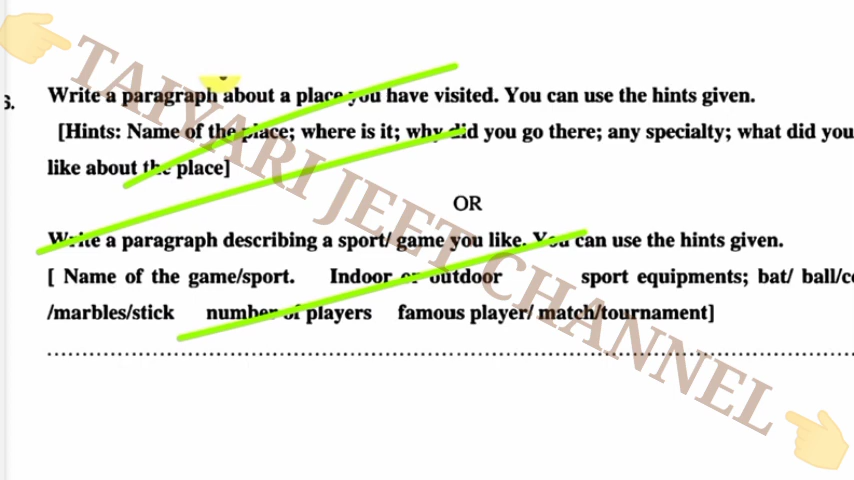 3.
Write a paragraph about a place you have visited. You can use the hints given.
[Hints: Name of the place; where is it; why did you go there; any specialty; what did you
like about the place]
OR
Write a paragraph describing a sport/ game you like. You can use the hints given.
[ Name of the game/sport. Indoor or outdoor sport equipments; bat/ ball/
/marbles/stick number of players famous player/ match/tournament]
TAIYARI JEET CHANNEL